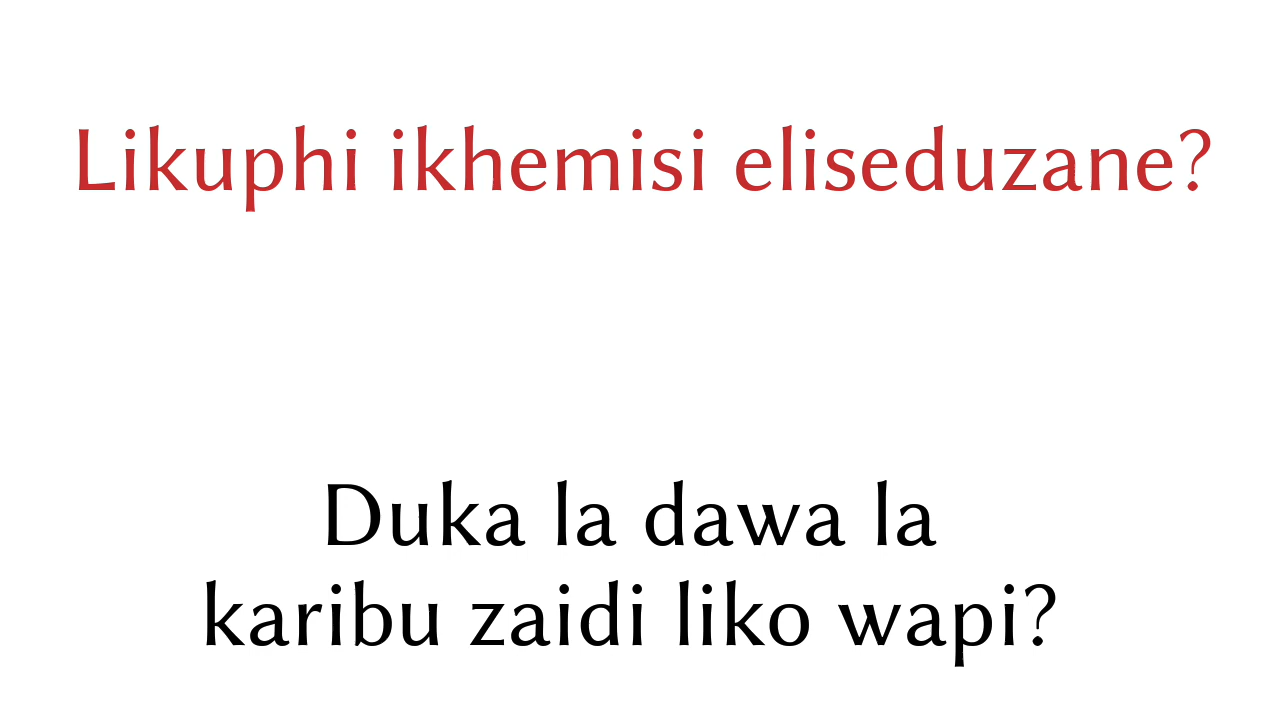 Likuphi ikhemisi eliseduzane?
Duka la dawa la
karibu zaidi liko wapi?